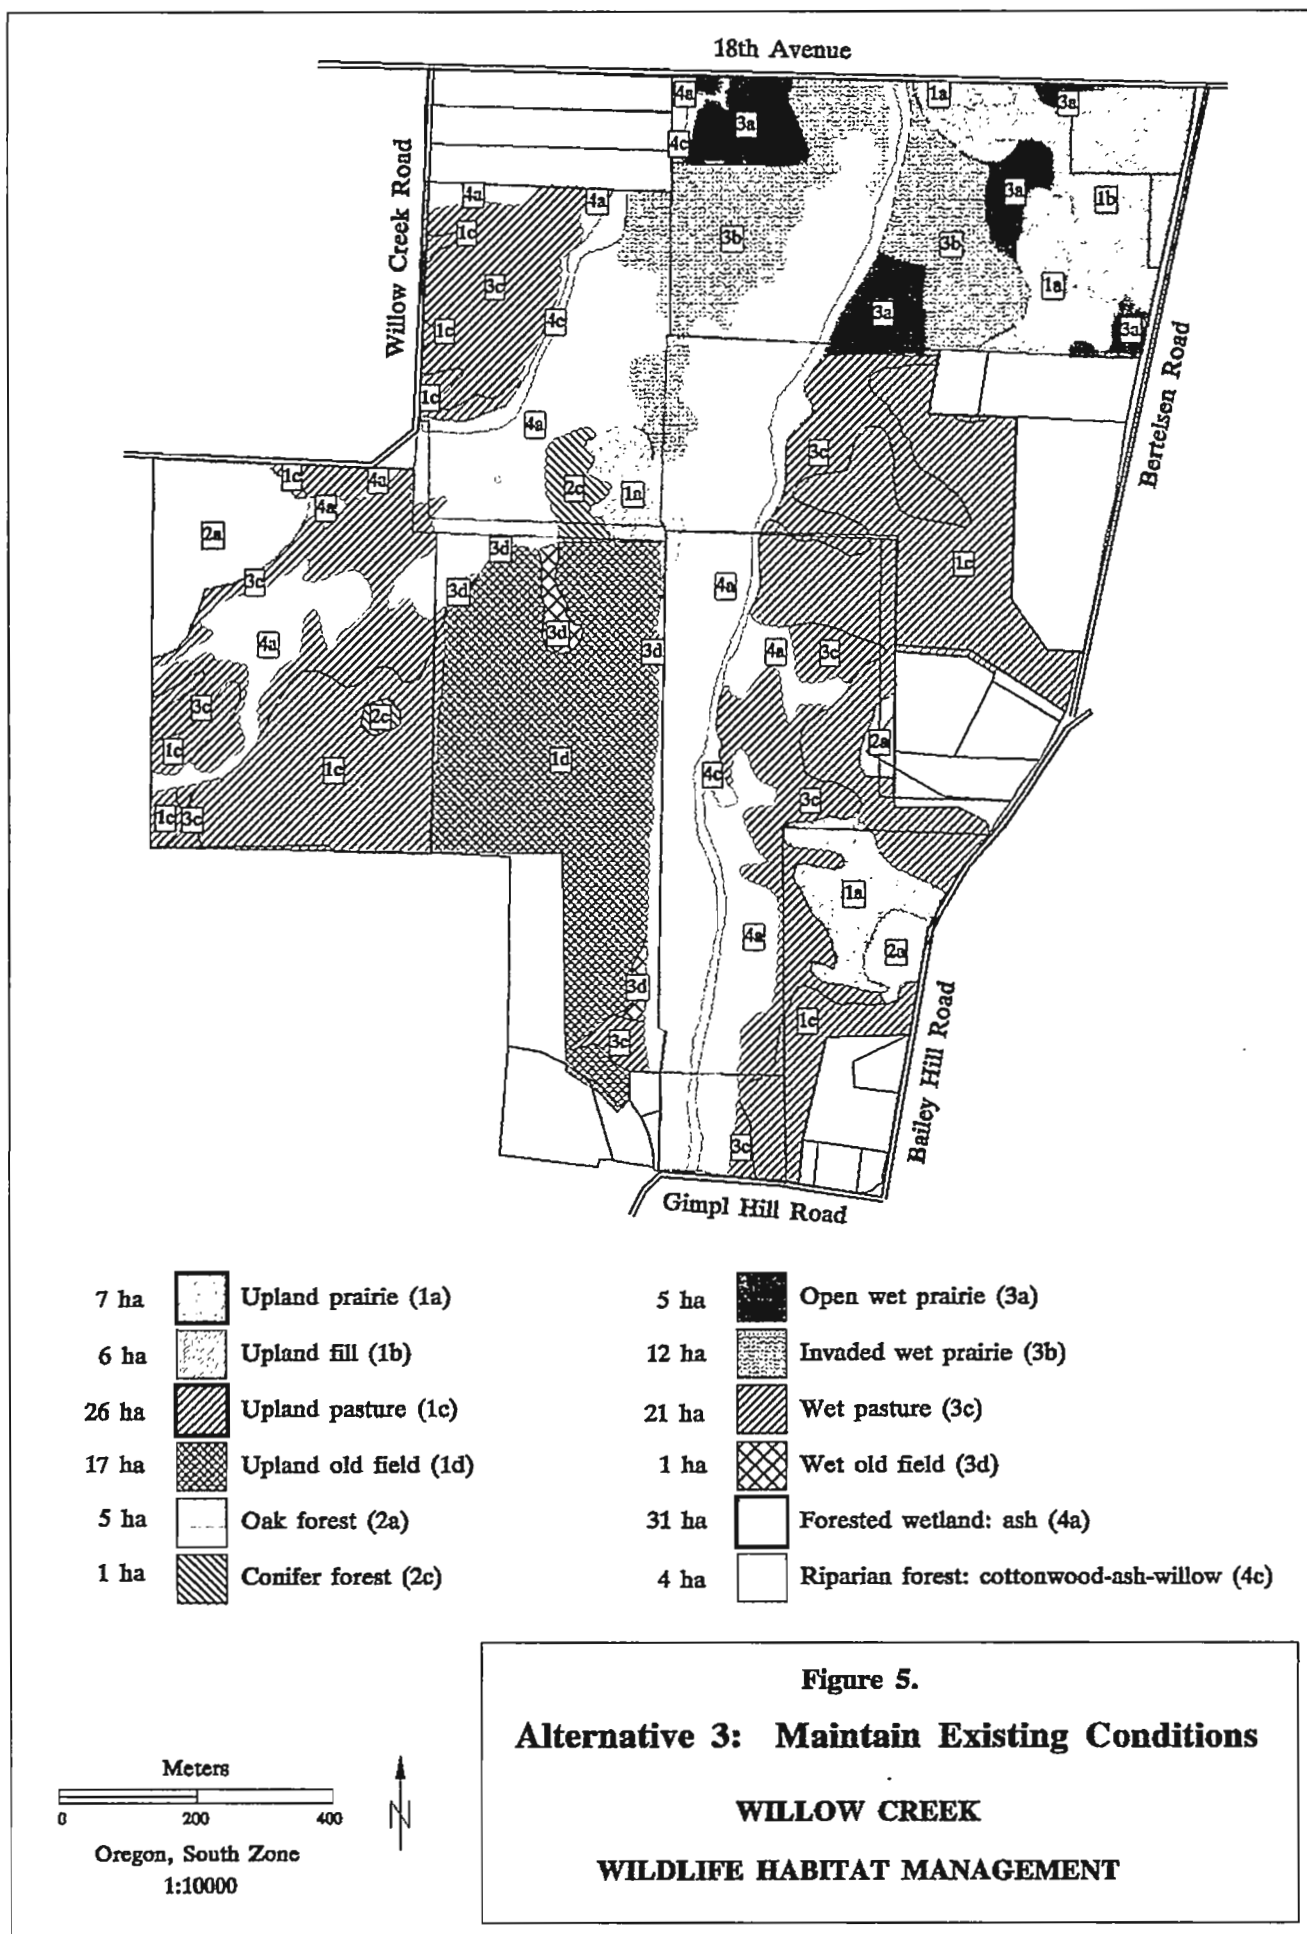 18th Avenue
4a
3a
1a
3a
4c
Willow Creek Road
4a
4a
3a
1b
1c
3b
3b
3c
1a
4c
3a
3a
1c
Bertelsen Road
1c
4a
3c
1c
4a
2c
1a
4a
2a
3d
1c
3c
3d
4a
3d
4a
3d
4a
3c
3c
2c
2a
1c
1c
1d
4c
3c
1c
3c
1a
4a
2a
3d
1c
3c
Bailey Hill Road
3c
Gimpl Hill Road
7 ha Upland prairie (1a)
6 ha Upland fill (1b)
26 ha Upland pasture (1c)
17 ha Upland old field (1d)
5 ha Oak forest (2a)
1 ha Conifer forest (2c)
5 ha Open wet prairie (3a)
12 ha Invaded wet prairie (3b)
21 ha Wet pasture (3c)
1 ha Wet old field (3d)
31 ha Forested wetland: ash (4a)
4 ha Riparian forest: cottonwood-ash-willow (4c)
Figure 5.
Alternative 3: Maintain Existing Conditions
WILLOW CREEK
WILDLIFE HABITAT MANAGEMENT
Meters
0 200 400
N
Oregon, South Zone
1:10000